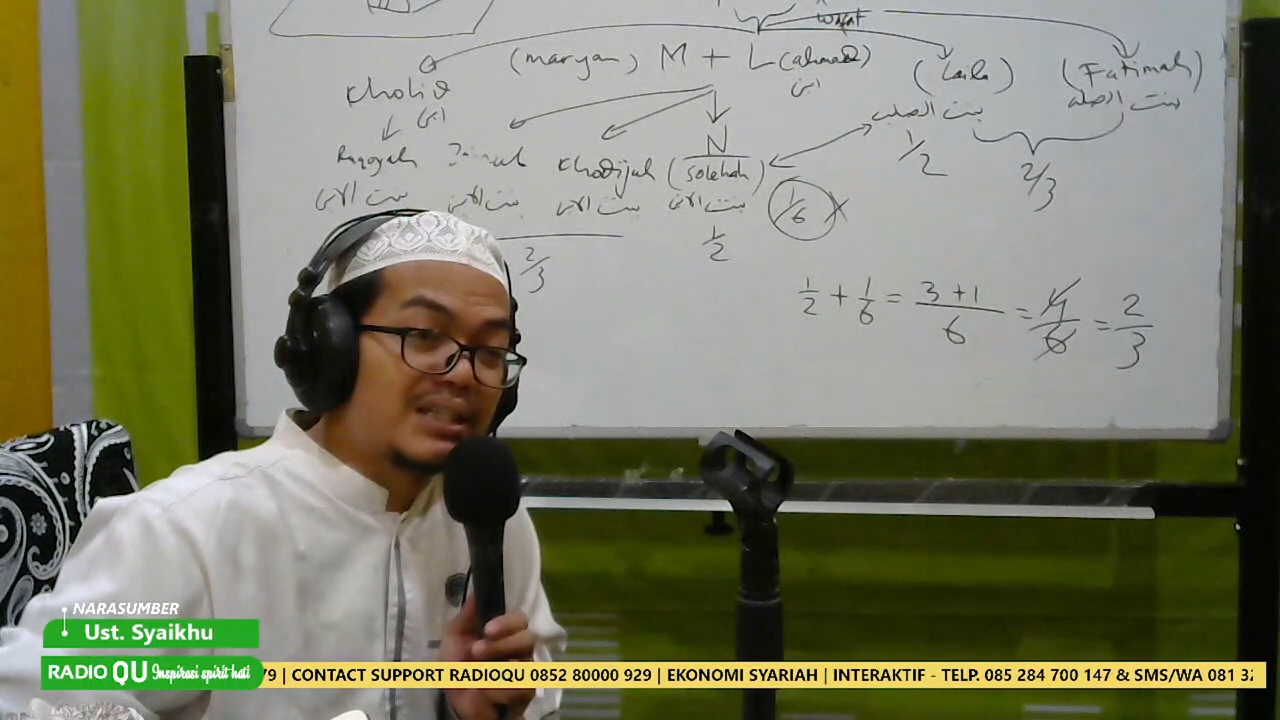 wafat
(maryam) M + L (ahmad) (Laila) (Fatimah)
Kholid ابن بنت الصلب بنت الصلب
ابن 1/2 2/3
Ruqoyah Zainab Khodijah N (Solehah)
بنت الابن بنت الابن بنت الابن بنت الابن 1/6 X
2/3 1/2
1/2 + 1/6 = 3+1/6 = 4/6 = 2/3
NARASUMBER
Ust. Syaikhu
RADIO QU Inspirasi spirit hati
79 | CONTACT SUPPORT RADIOQU 0852 80000 929 | EKONOMI SYARIAH | INTERAKTIF - TELP. 085 284 700 147 & SMS/WA 081 32